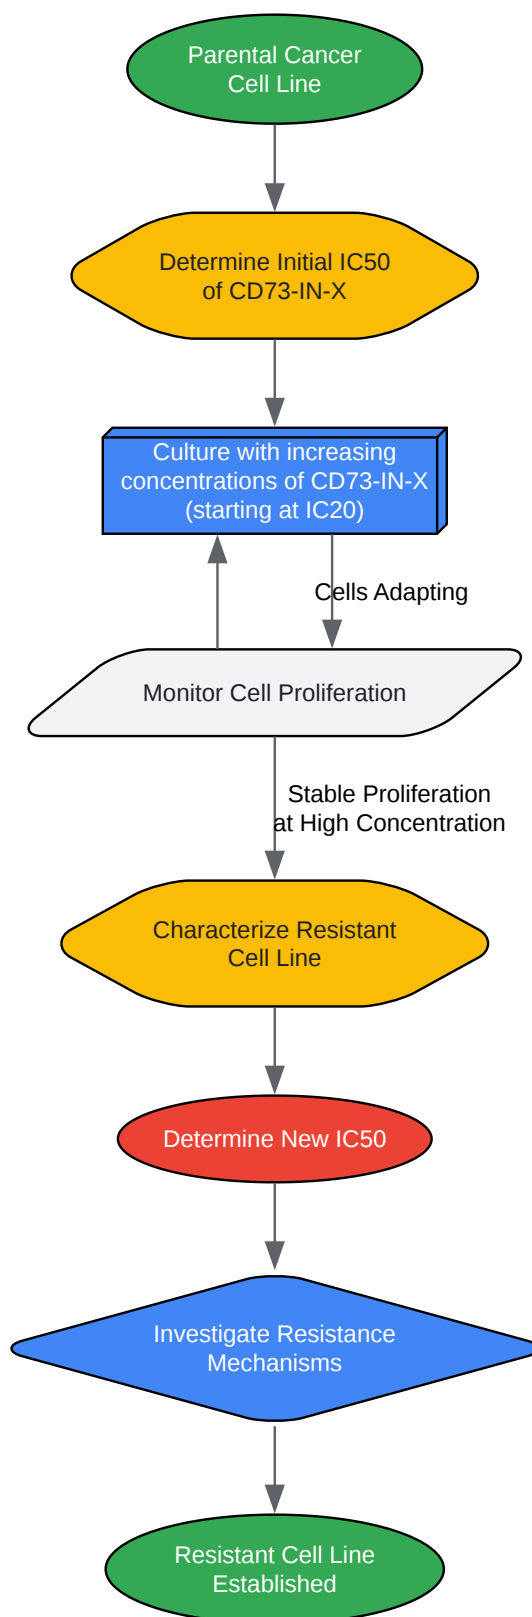 Parental Cancer
Cell Line
Determine Initial IC50
of CD73-IN-X
Culture with increasing
concentrations of CD73-IN-X
(starting at IC20)
Cells Adapting
Monitor Cell Proliferation
Stable Proliferation
at High Concentration
Characterize Resistant
Cell Line
Determine New IC50
Investigate Resistance
Mechanisms
Resistant Cell Line
Established